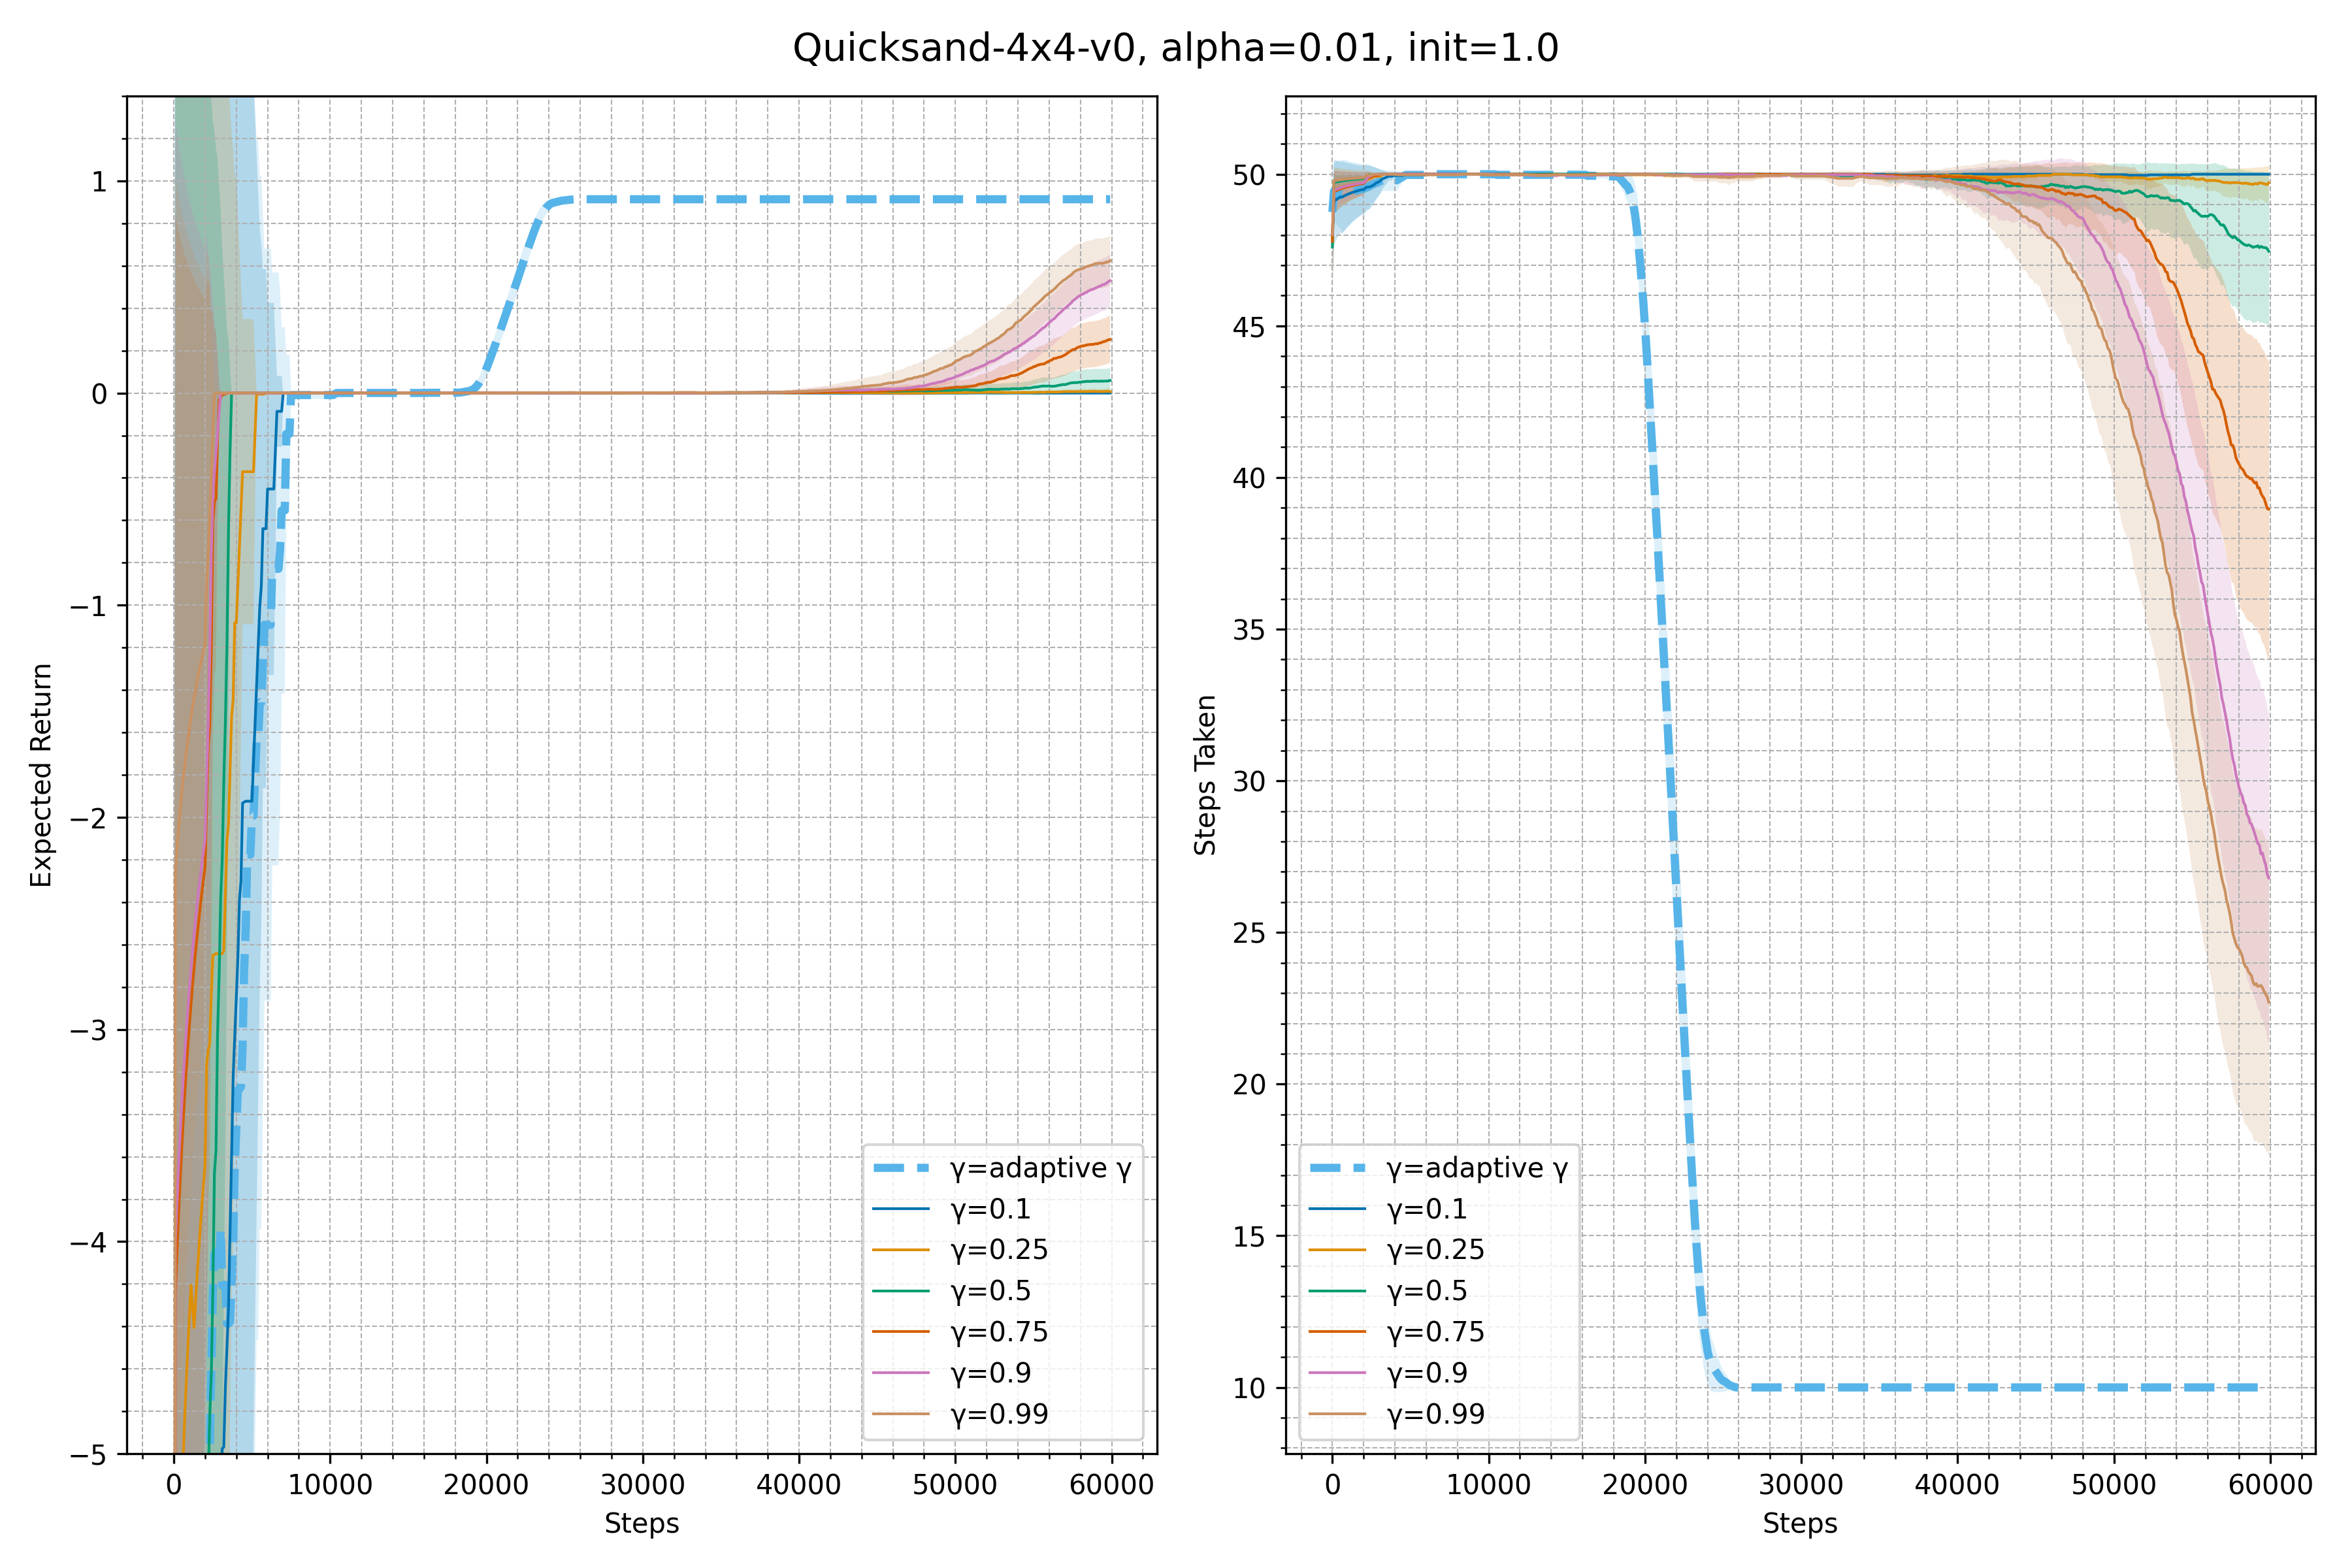 Quicksand-4x4-v0, alpha=0.01, init=1.0
Expected Return
1
0
−1
−2
−3
−4
−5
0 10000 20000 30000 40000 50000 60000
Steps
γ=adaptive γ
γ=0.1
γ=0.25
γ=0.5
γ=0.75
γ=0.9
γ=0.99
Steps Taken
50
45
40
35
30
25
20
15
10
0 10000 20000 30000 40000 50000 60000
Steps
γ=adaptive γ
γ=0.1
γ=0.25
γ=0.5
γ=0.75
γ=0.9
γ=0.99